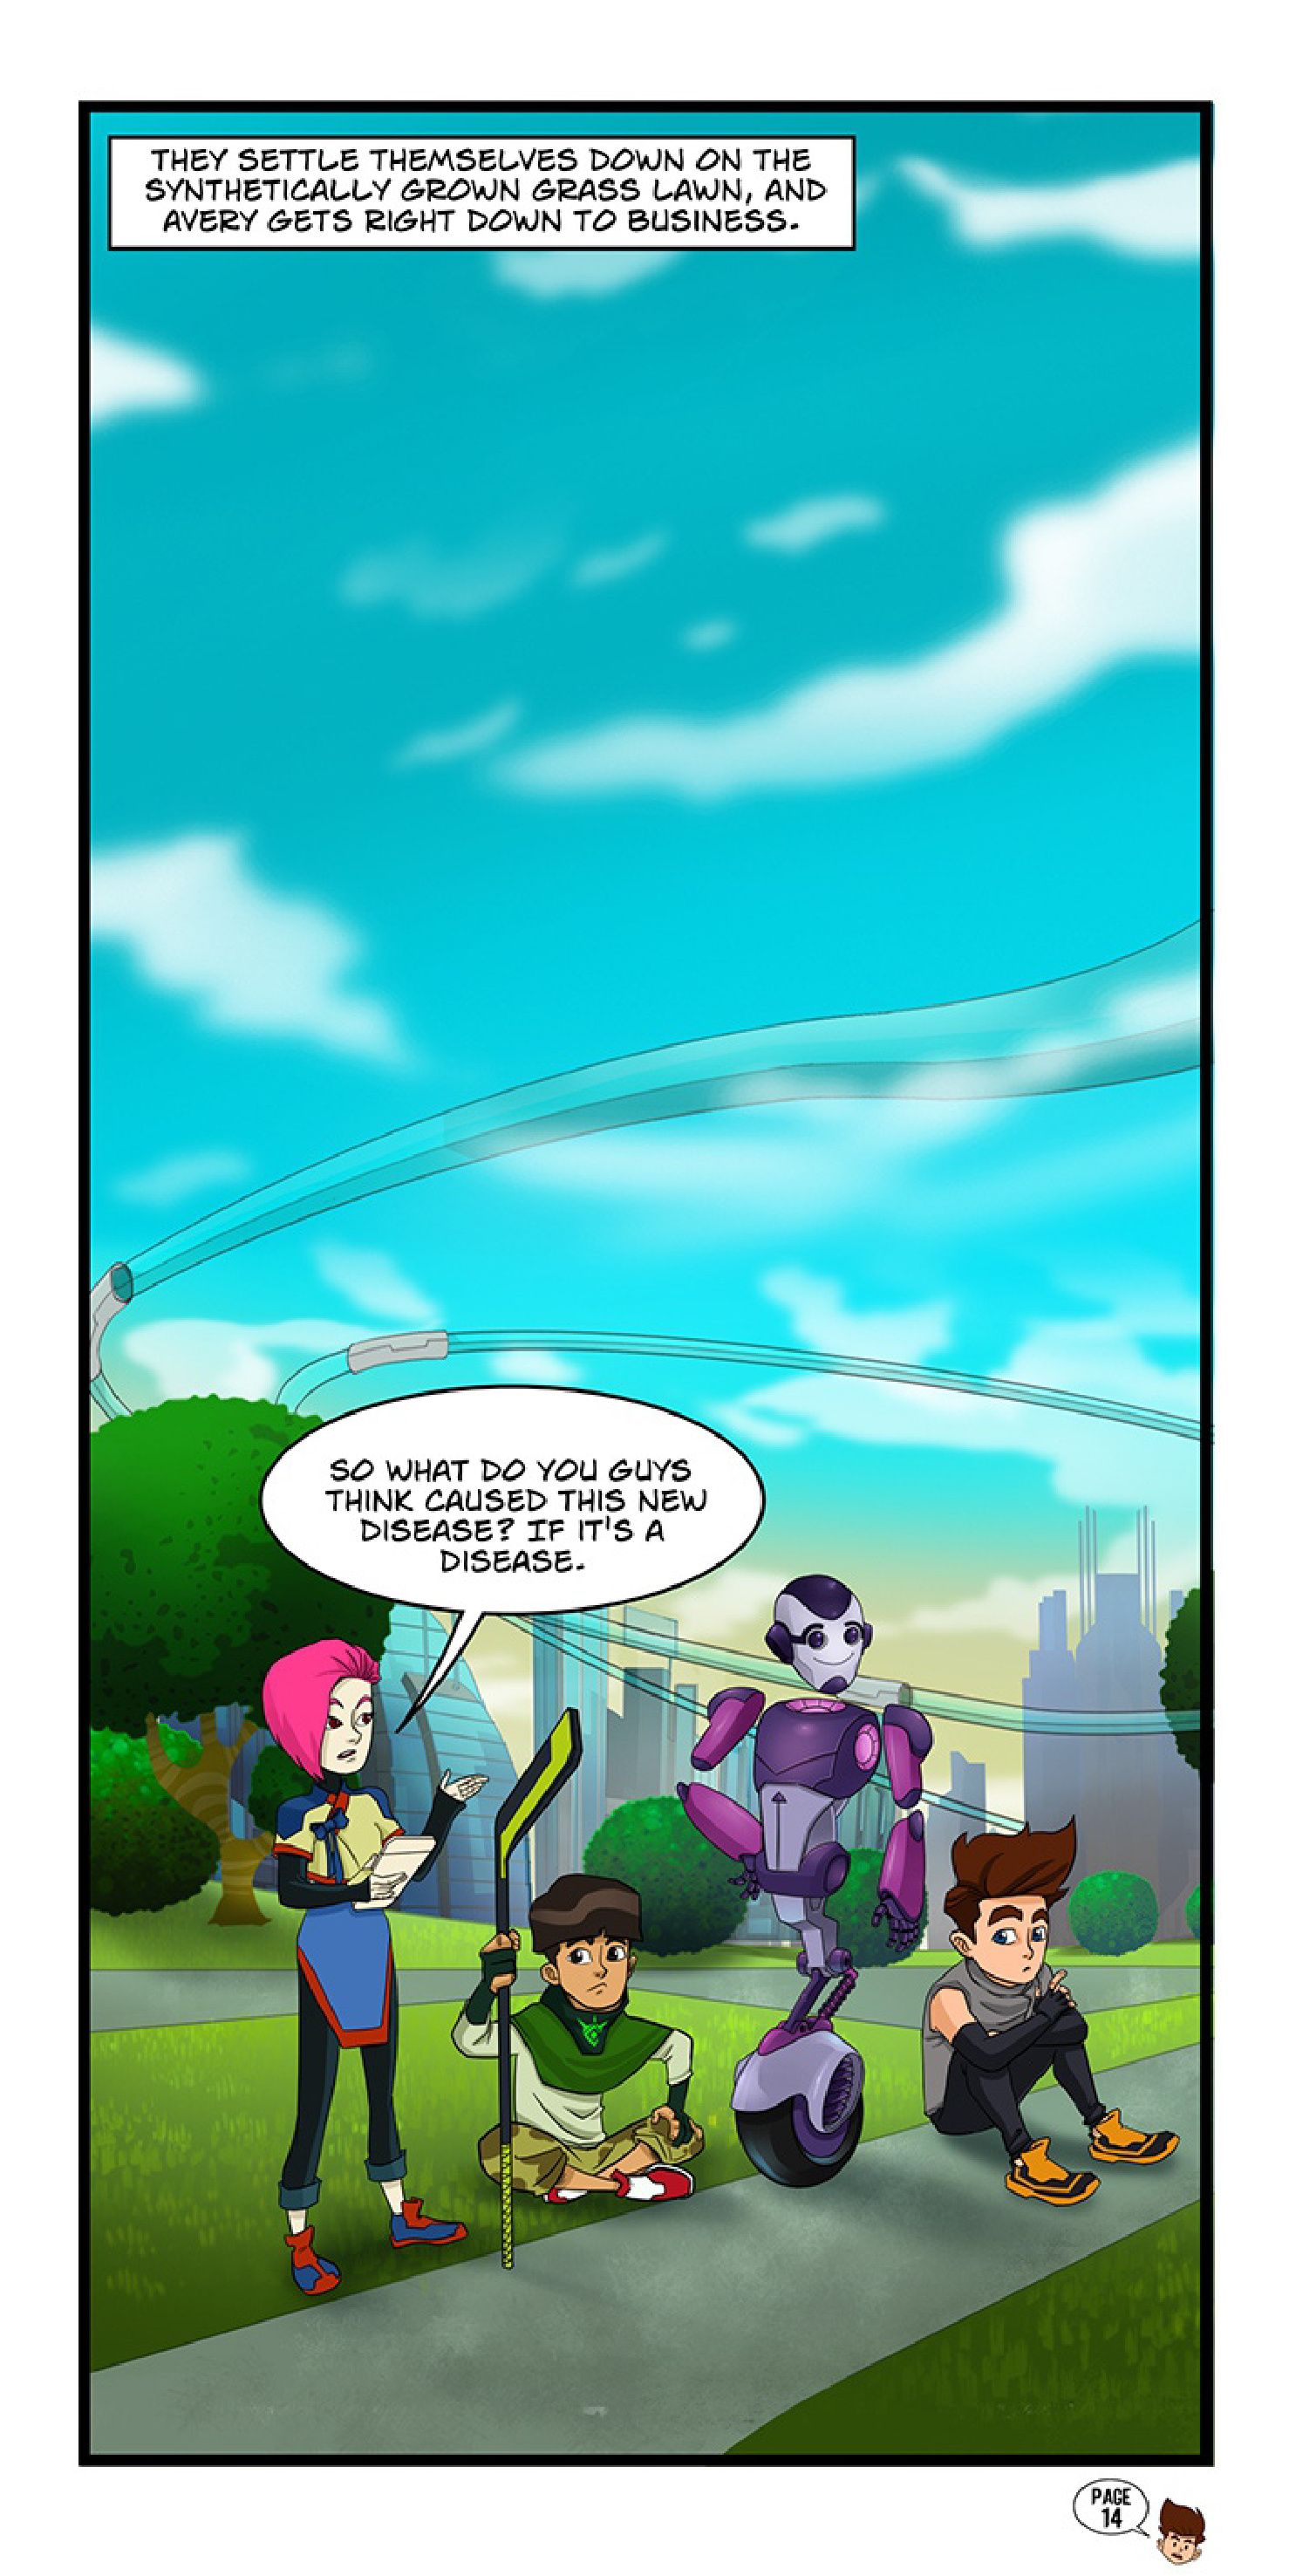 THEY SETTLE THEMSELVES DOWN ON THE
SYNTHETICALLY GROWN GRASS LAWN, AND
AVERY GETS RIGHT DOWN TO BUSINESS.
SO WHAT DO YOU GUYS
THINK CAUSED THIS NEW
DISEASE? IF IT'S A
DISEASE.
PAGE
14